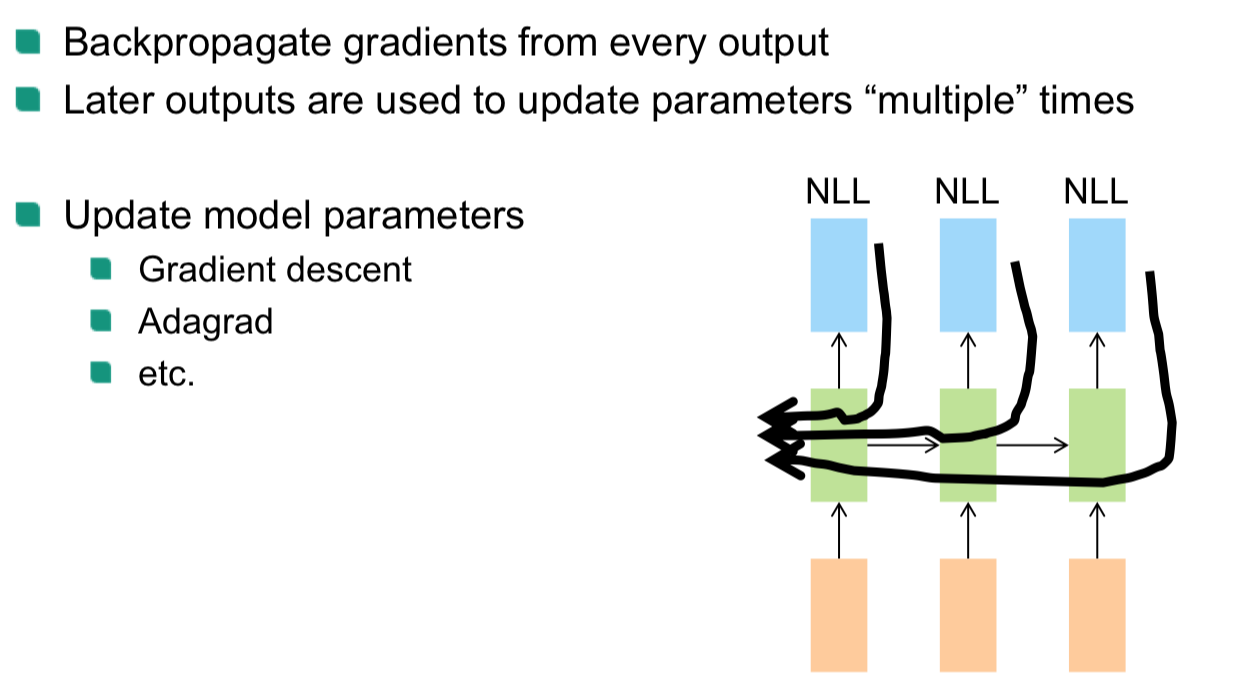 Backpropagate gradients from every output
Later outputs are used to update parameters “multiple” times
Update model parameters
Gradient descent
Adagrad
etc.
NLL NLL NLL